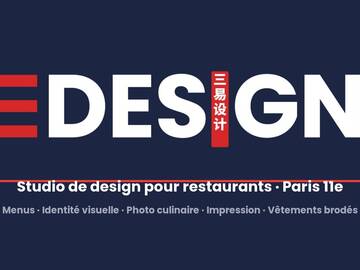 EDESIGN
三易设计
Studio de design pour restaurants · Paris 11e
Menus · Identité visuelle · Photo culinaire · Impression · Vêtements brodés